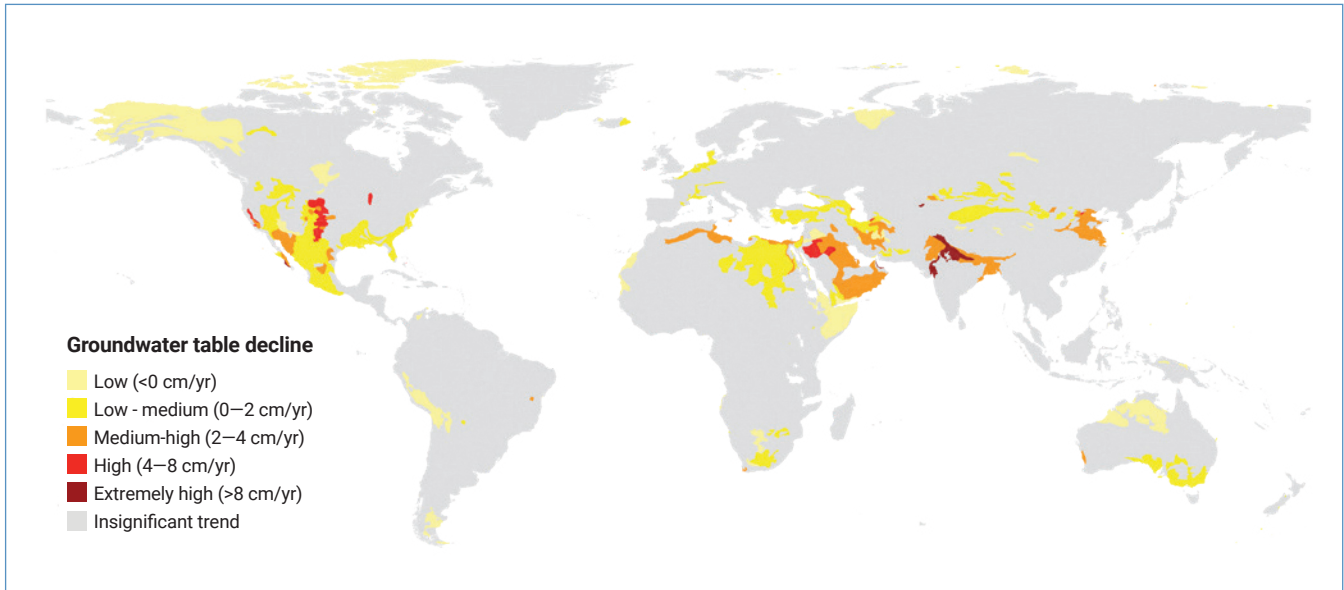 Groundwater table decline
Low (<0 cm/yr)
Low - medium (0—2 cm/yr)
Medium-high (2—4 cm/yr)
High (4—8 cm/yr)
Extremely high (>8 cm/yr)
Insignificant trend